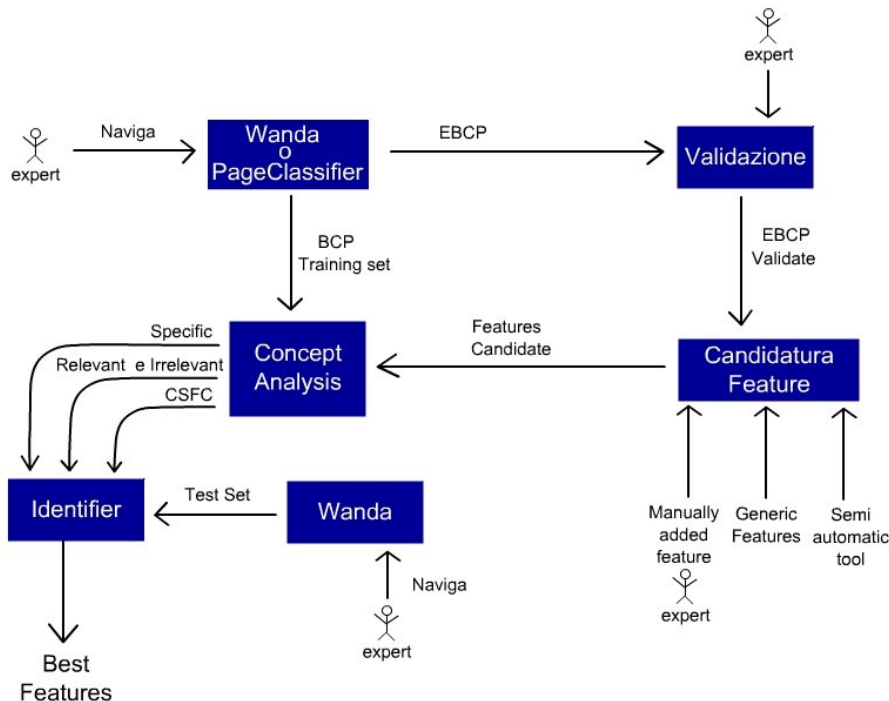 expert
Naviga
expert
Wanda
o
PageClassifier
EBCP
Validazione
BCP
Training set
EBCP
Validate
Specific
Relevant e Irrelevant
CSFC
Concept
Analysis
Features
Candidate
Candidatura
Feature
Identifier
Test Set
Wanda
Manually
added
feature
expert
Generic
Features
Semi
automatic
tool
Naviga
expert
Best
Features